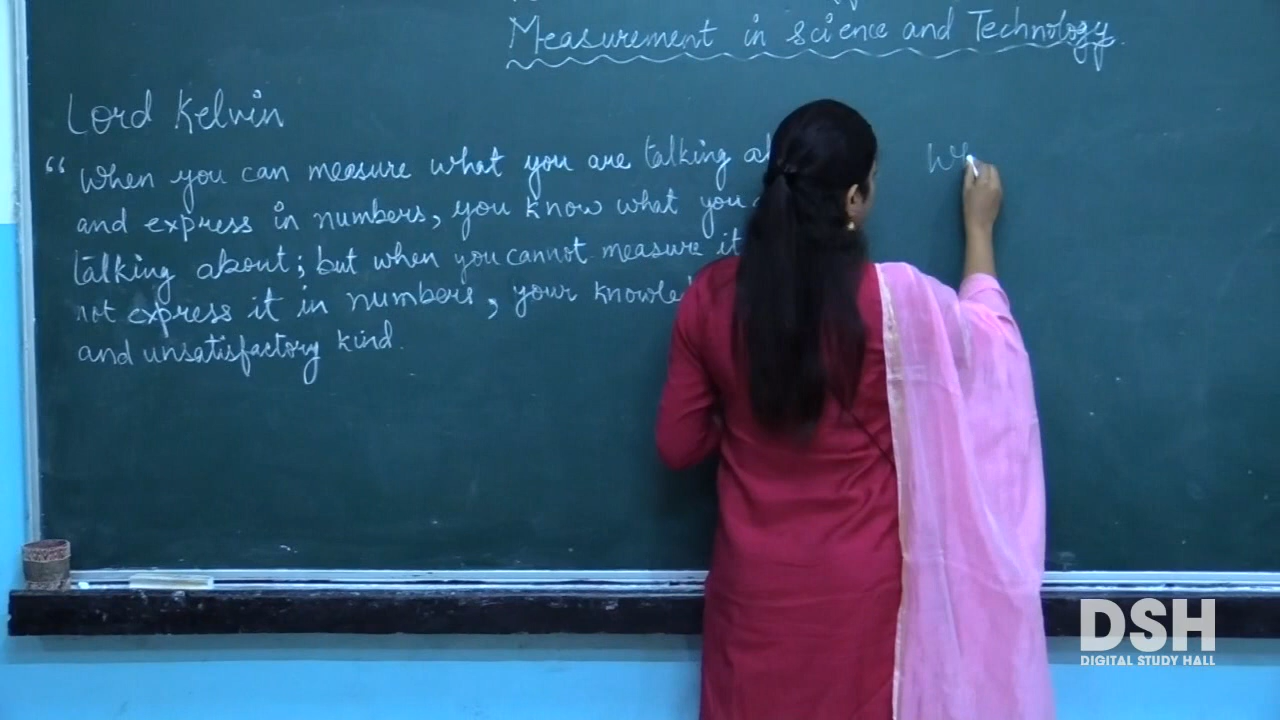 Measurement in science and Technology.
Lord Kelvin
"When you can measure what you are talking
and express in numbers, you know what you
talking about; but when you cannot measure it
not express it in numbers, your
and unsatisfactory kind.
DSH
DIGITAL STUDY HALL